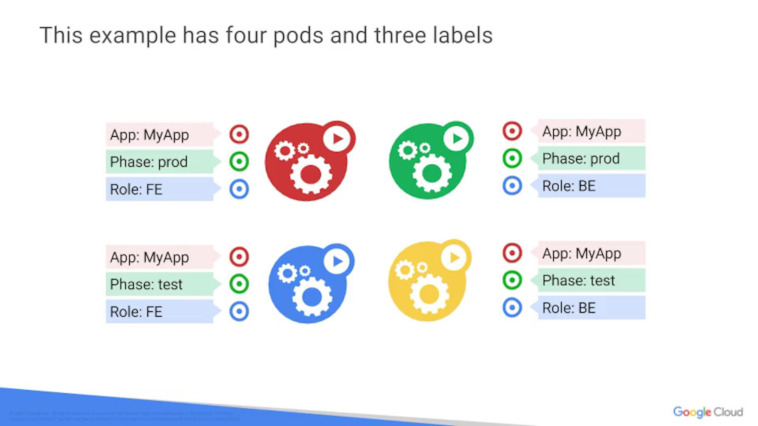 This example has four pods and three labels
App: MyApp
Phase: prod
Role: FE
App: MyApp
Phase: prod
Role: BE
App: MyApp
Phase: test
Role: FE
App: MyApp
Phase: test
Role: BE
Google Cloud